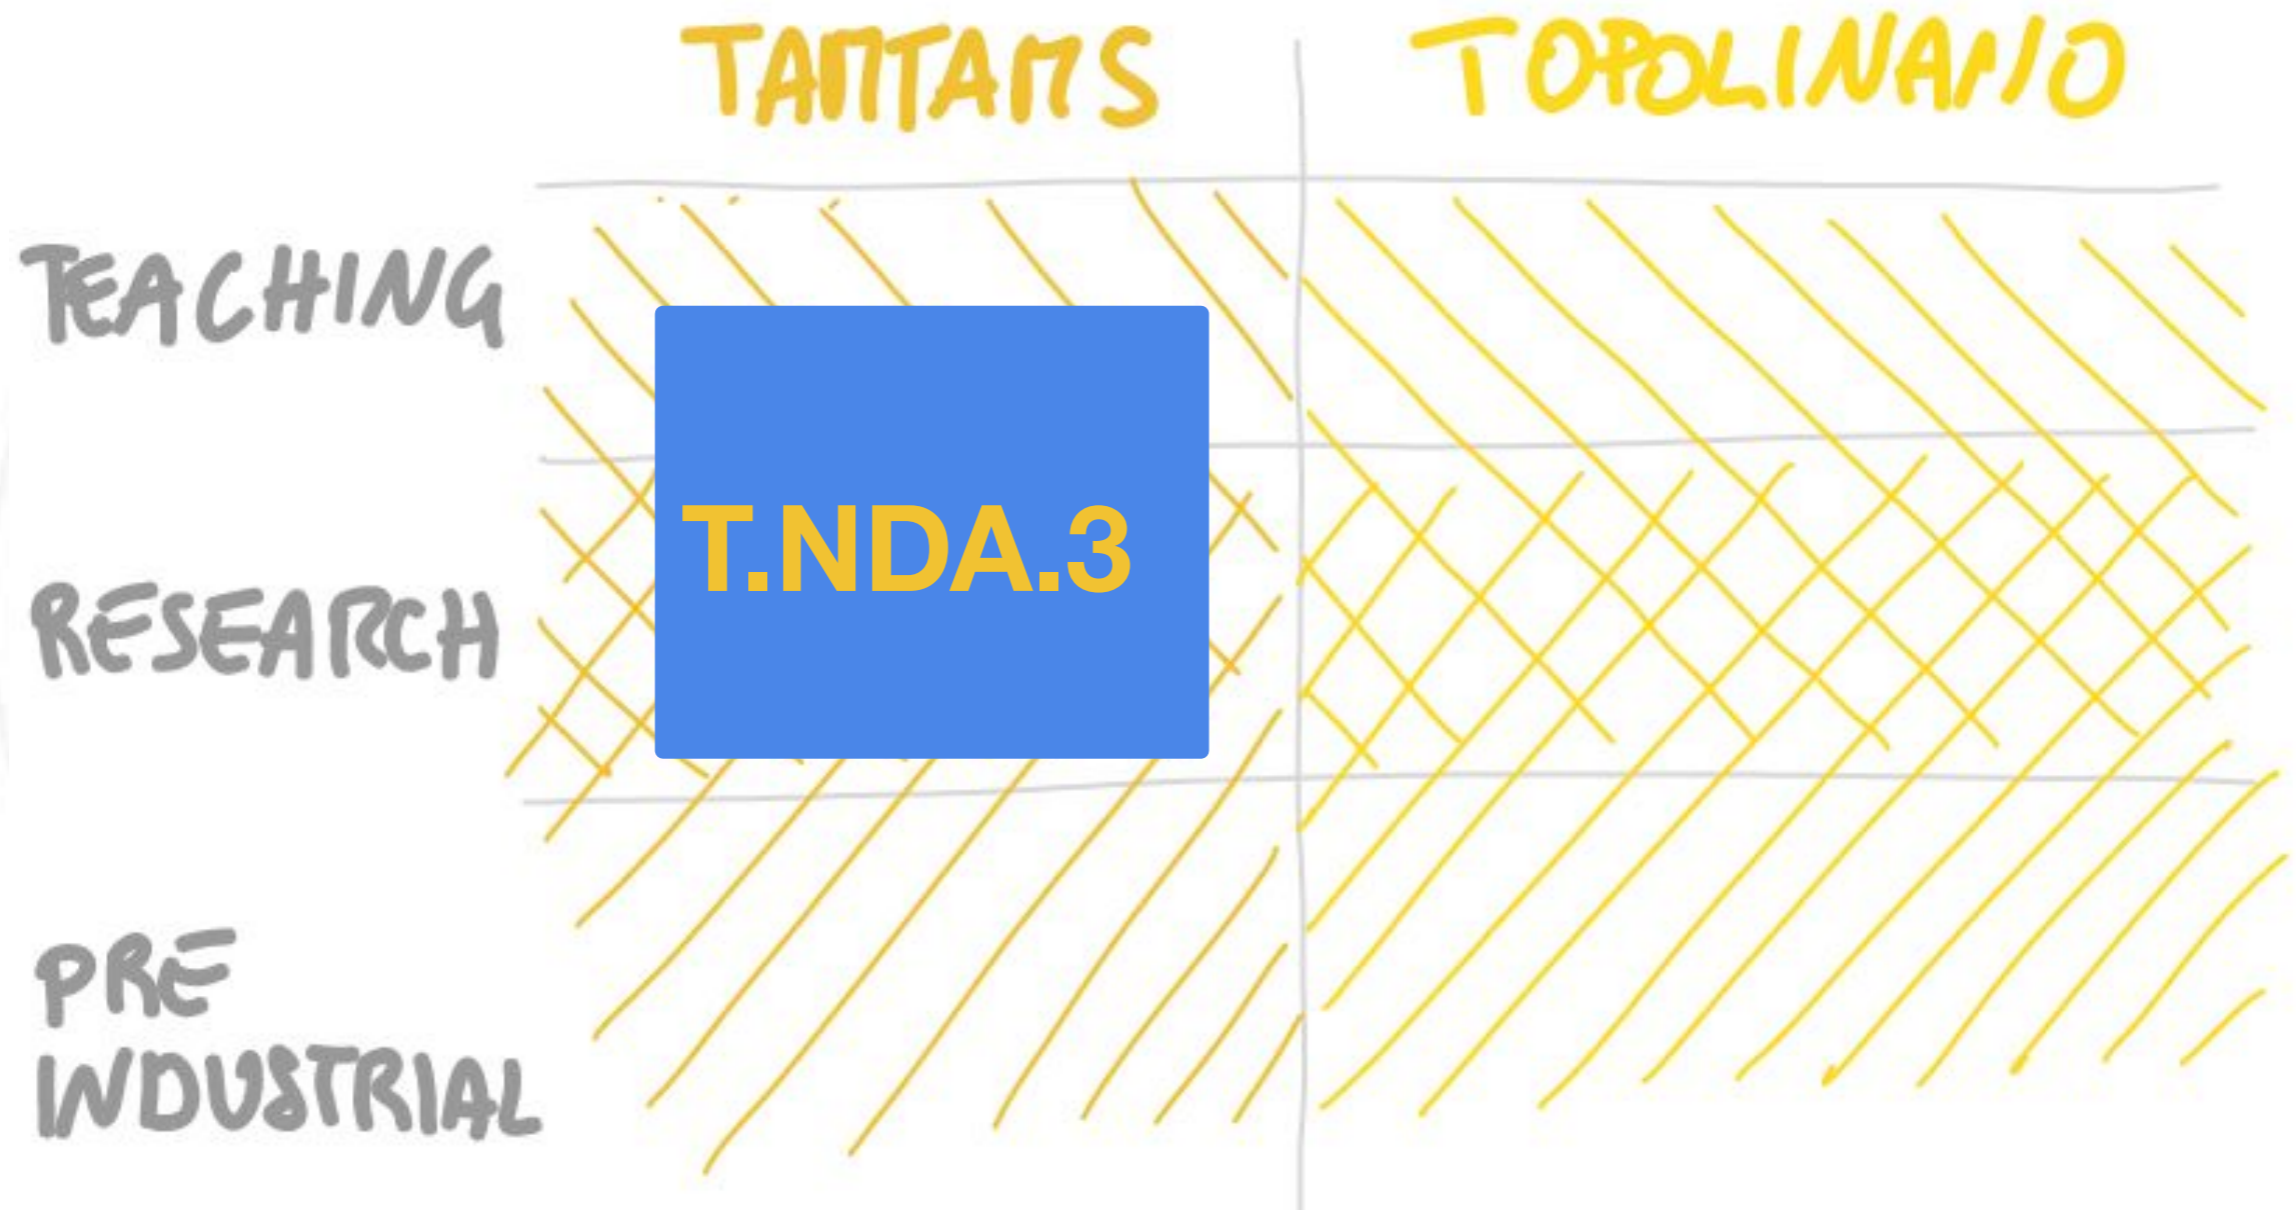 TAMTAMS TOPOLINANO
TEACHING
T.NDA.3
RESEARCH
PRE
INDUSTRIAL